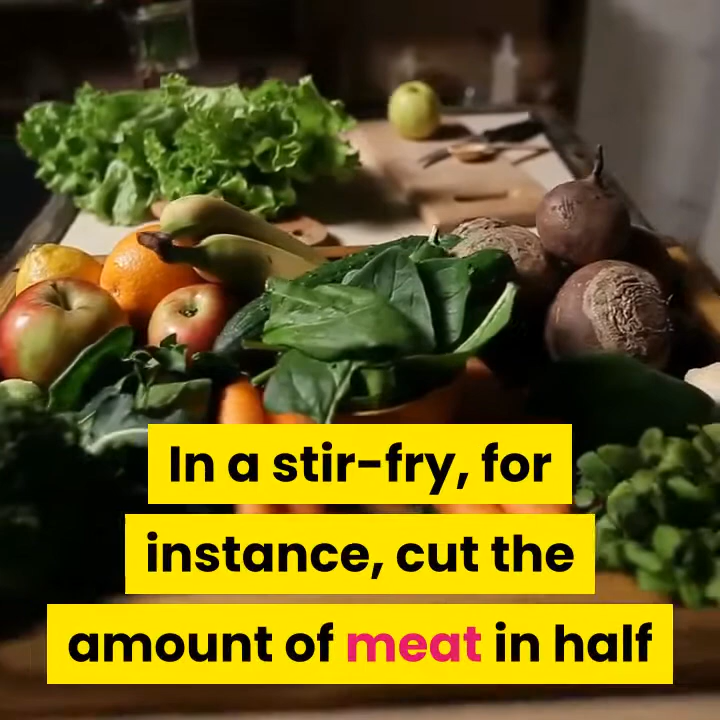 In a stir-fry, for
instance, cut the
amount of meat in half